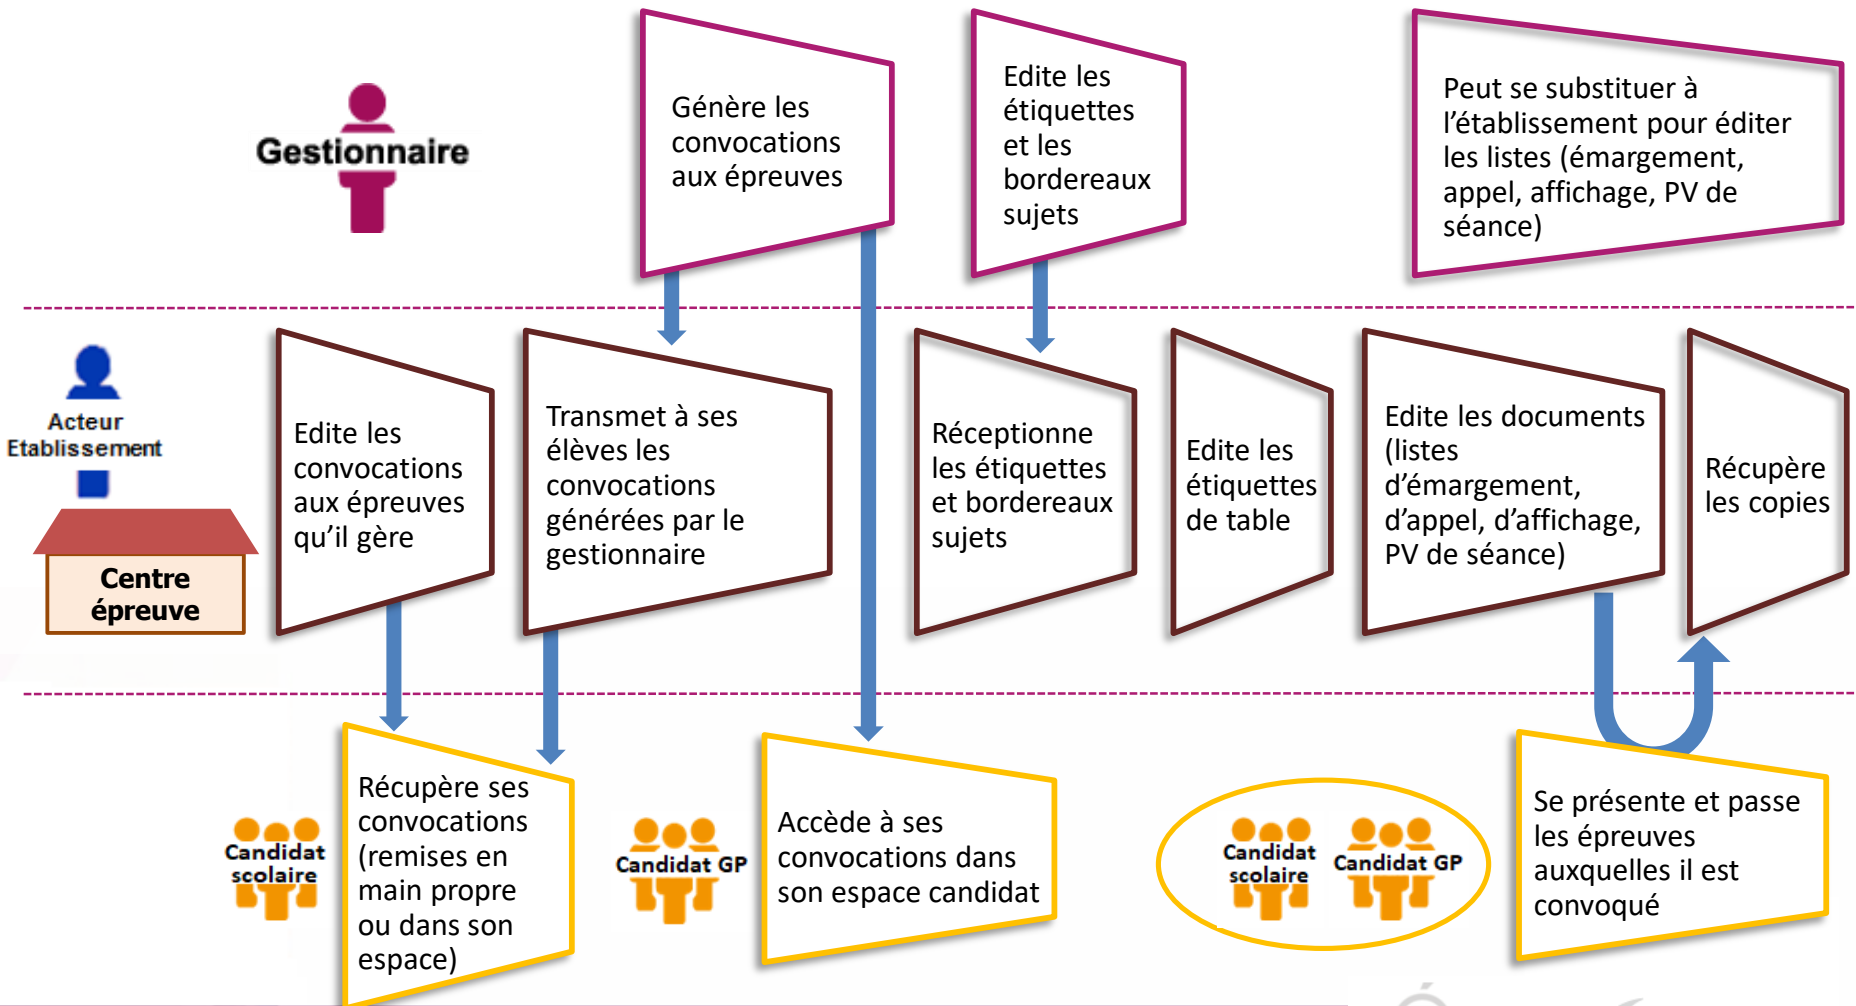 Gestionnaire
Génère les
convocations
aux épreuves
Edite les
étiquettes
et les
bordereaux
sujets
Peut se substituer à
l’établissement pour éditer
les listes (émargement,
appel, affichage, PV de
séance)
Acteur
Etablissement
Centre
épreuve
Edite les
convocations
aux épreuves
qu’il gère
Transmet à ses
élèves les
convocations
générées par le
gestionnaire
Réceptionne
les étiquettes
et bordereaux
sujets
Edite les
étiquettes
de table
Edite les documents
(listes
d’émargement,
d’appel, d’affichage,
PV de séance)
Récupère
les copies
Candidat
scolaire
Récupère ses
convocations
(remises en
main propre
ou dans son
espace)
Candidat GP
Accède à ses
convocations dans
son espace candidat
Candidat
scolaire
Candidat GP
Se présente et passe
les épreuves
auxquelles il est
convoqué